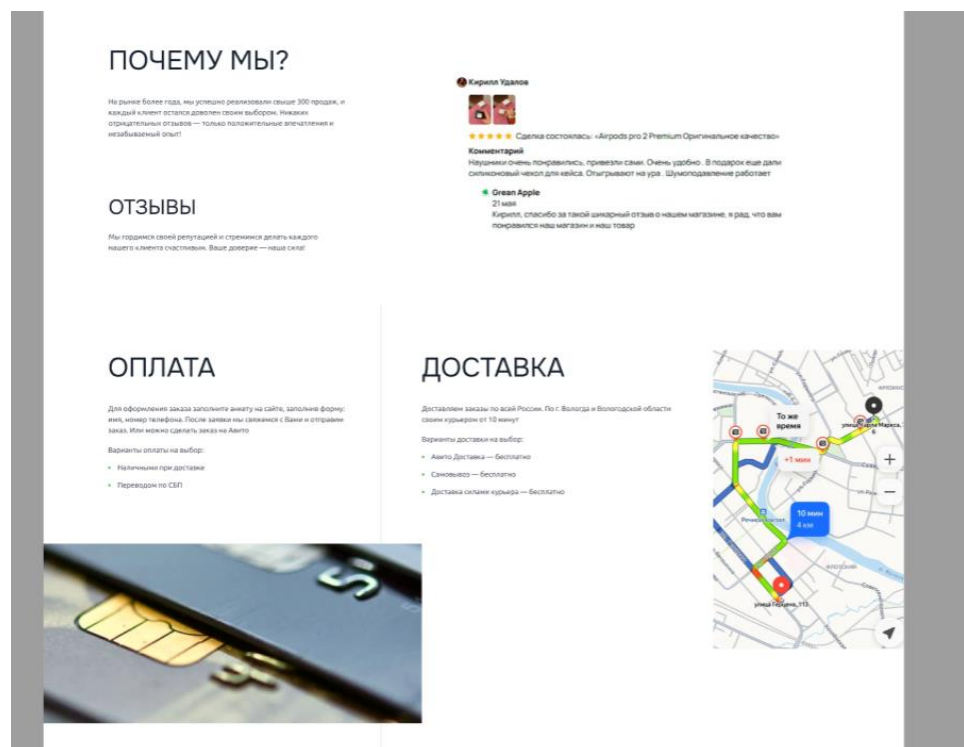 ПОЧЕМУ МЫ?
На рынке более года, мы успешно реализовали свыше 300 продаж, и
каждый клиент остался доволен своим выбором. Никаких
отрицательных отзывов — только положительные впечатления и
незабываемый опыт!
ОТЗЫВЫ
Мы гордимся своей репутацией и стремимся делать каждого
нашего клиента счастливым. Ваше доверие — наша сила!
Кирилл Удалов
Сделка состоялась: «Airpods pro 2 Premium Оригинальное качество»
Комментарий
Наушники очень понравились, привезли сами. Очень удобно . В подарок еще дали
силиконовый чехол для кейса. Отыгрывают на ура . Шумоподавление работает
Grean Apple
21 мая
Кирилл, спасибо за такой шикарный отзыв о нашем магазине, я рад, что вам
понравился наш магазин и наш товар
ОПЛАТА
Для оформления заказа заполните анкету на сайте, заполнив форму:
имя, номер телефона. После заявки мы свяжемся с Вами и отправим
заказ. Или можно сделать заказ на Авито
Варианты оплаты на выбор:
Наличными при доставке
Переводом по СБП
ДОСТАВКА
Доставляем заказы по всей России. По г. Вологда и Вологодской области
своим курьером от 10 минут
Варианты доставки на выбор:
Авито Доставка — бесплатно
Самовывоз — бесплатно
Доставка силами курьера — бесплатно
То же
время
+1 мин
10 мин
4 км
улица Герцена, 113